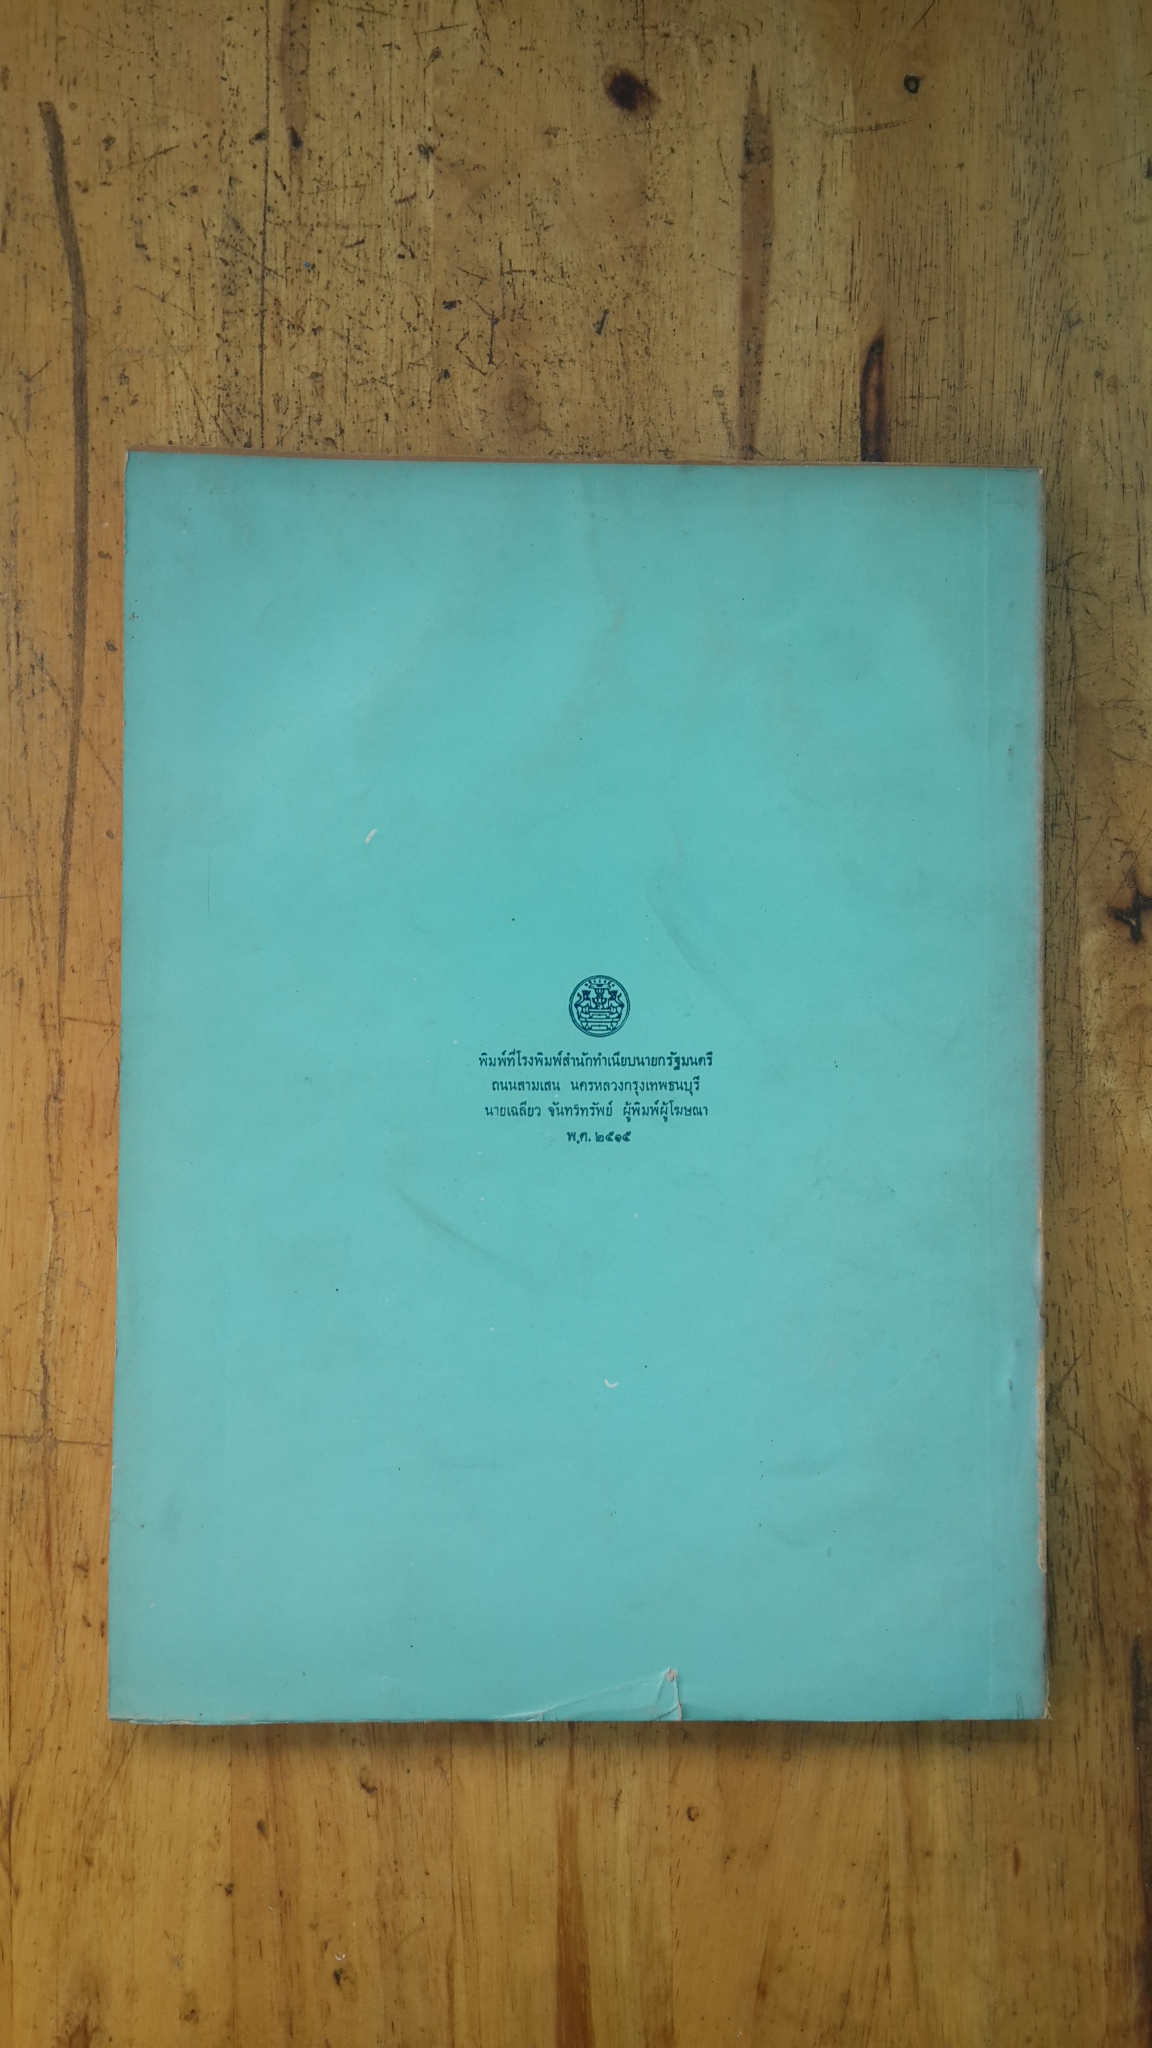 พิมพ์ที่โรงพิมพ์สำนักทำเนียบนายกรัฐมนตรี
ถนนสามเสน นครหลวงกรุงเทพธนบุรี
นายเฉลียว จันทรทรัพย์ ผู้พิมพ์ผู้โฆษณา
พ.ศ. ๒๕๑๕